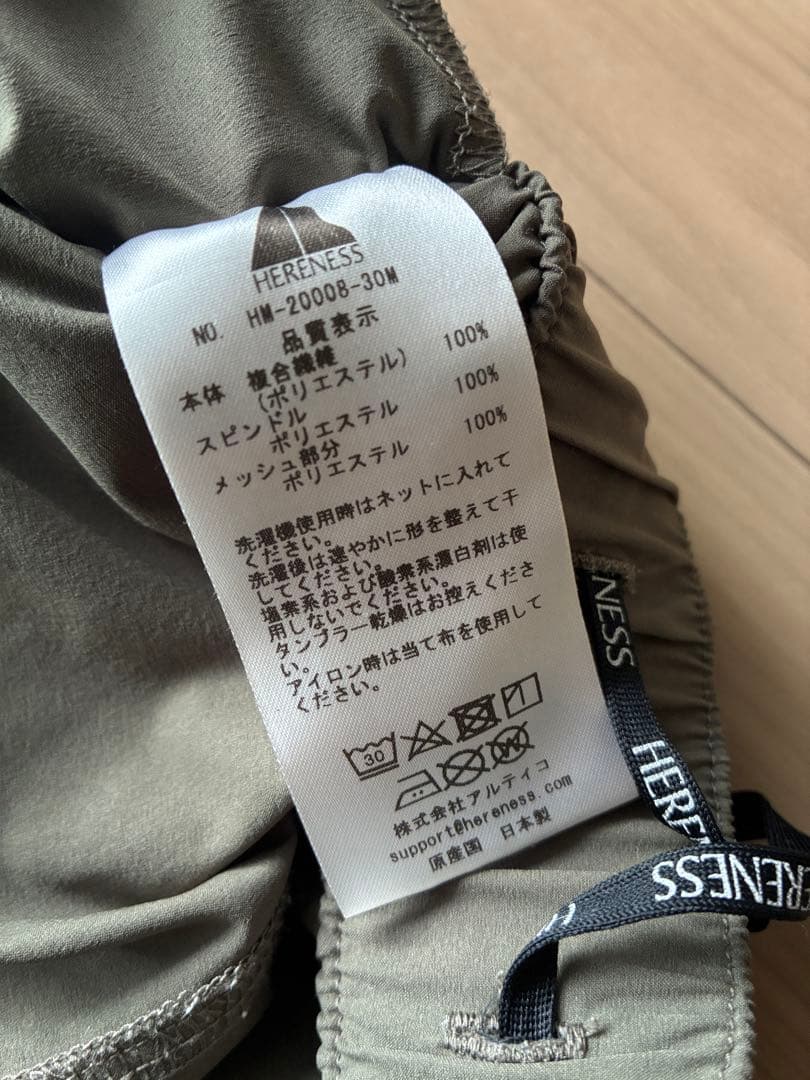 HERENESS
NO. HM-20008-30M
品質表示
本体 複合繊維
(ポリエステル) 100%
スピンドル
ポリエステル 100%
メッシュ部分
ポリエステル 100%
洗濯機使用時はネットに入れて
ください。
洗濯後は速やかに形を整えて干
してください。
塩素系および酸素系漂白剤は使
用しないでください。
タンブラー乾燥はお控えくださ
い。
アイロン時は当て布を使用して
ください。
30
W
株式会社アルティコ
support@hereness.com
原産国 日本製
NESS
HEREN
HERENESS